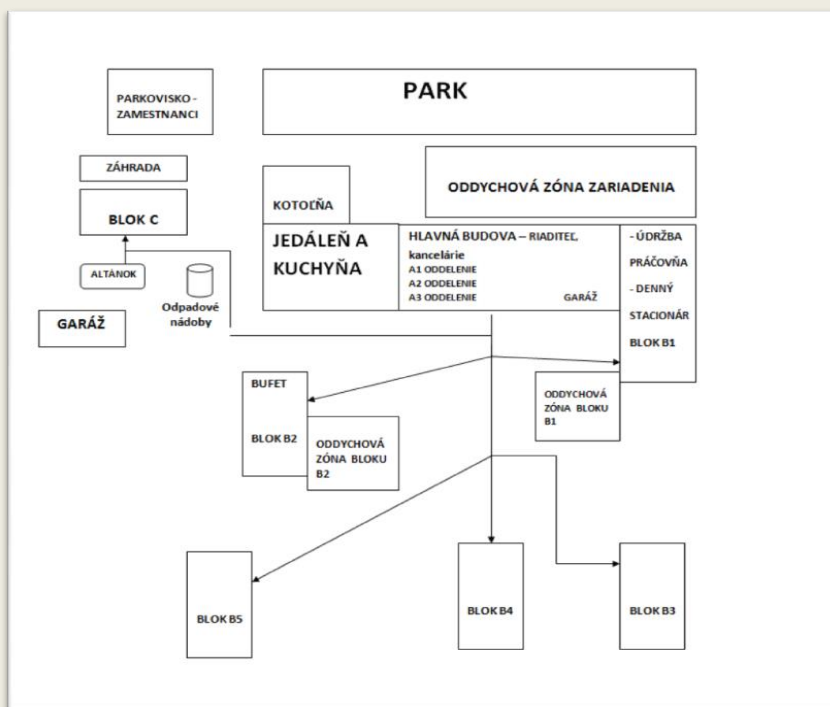 PARKOVISKO -
ZAMESTNANCI
PARK
ZÁHRADA
BLOK C
ALTÁNOK
Odpadové
nádoby
GARÁŽ
KOTOĽŇA
ODDYCHOVÁ ZÓNA ZARIADENIA
JEDÁLEŇ A
KUCHYŇA
HLAVNÁ BUDOVA – RIADITEĽ,
kancelárie
A1 ODDELENIE
A2 ODDELENIE
A3 ODDELENIE GARÁŽ
- ÚDRŽBA
PRÁČOVŇA
- DENNÝ
STACIONÁR
BLOK B1
BUFET
BLOK B2
ODDYCHOVÁ
ZÓNA BLOKU
B2
ODDYCHOVÁ
ZÓNA BLOKU
B1
BLOK B5
BLOK B4
BLOK B3